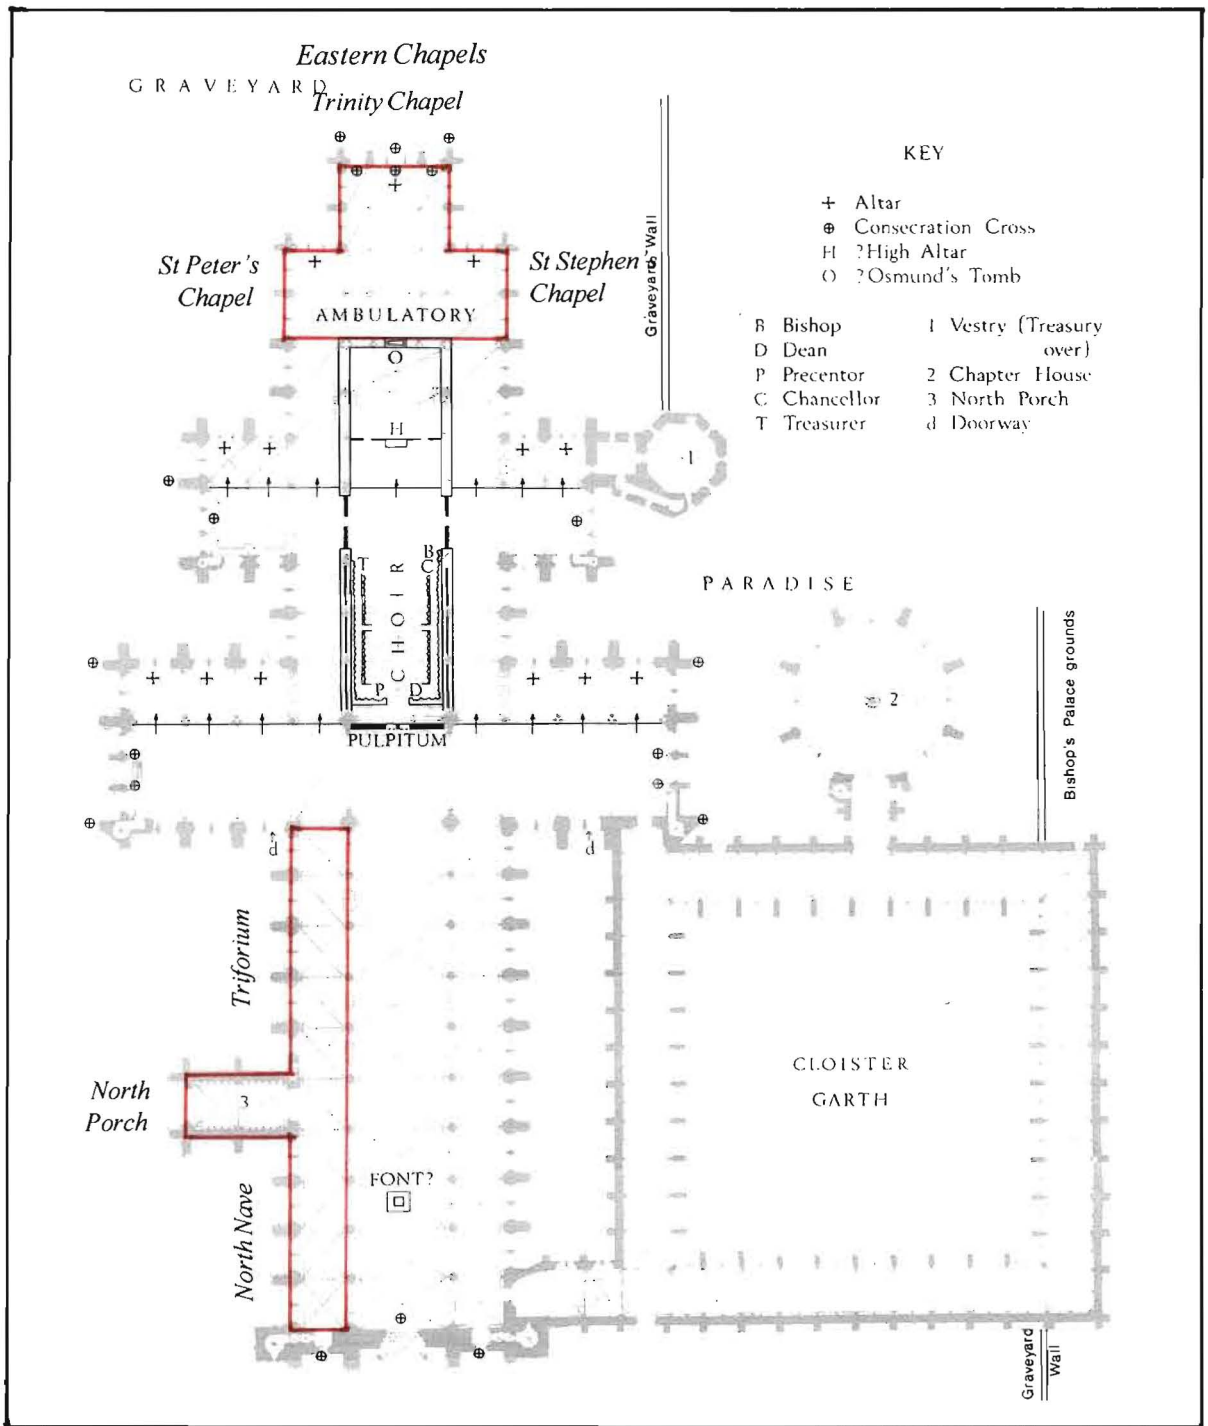 Eastern Chapels
GRAVEYARD
Trinity Chapel
KEY
+ Altar
⊕ Consecration Cross
H ?High Altar
O ?Osmund's Tomb
B Bishop
D Dean
P Precentor
C Chancellor
T Treasurer
1 Vestry (Treasury
over)
2 Chapter House
3 North Porch
d Doorway
Graveyard Wall
St Peter's
Chapel
St Stephen's
Chapel
AMBULATORY
O
H
1
B
T C
CHOIR
P D
PULPITUM
PARADISE
2
Bishop's Palace grounds
d
d
Triforium
North
Porch
3
North Nave
FONT?
CLOISTER
GARTH
Graveyard
Wall